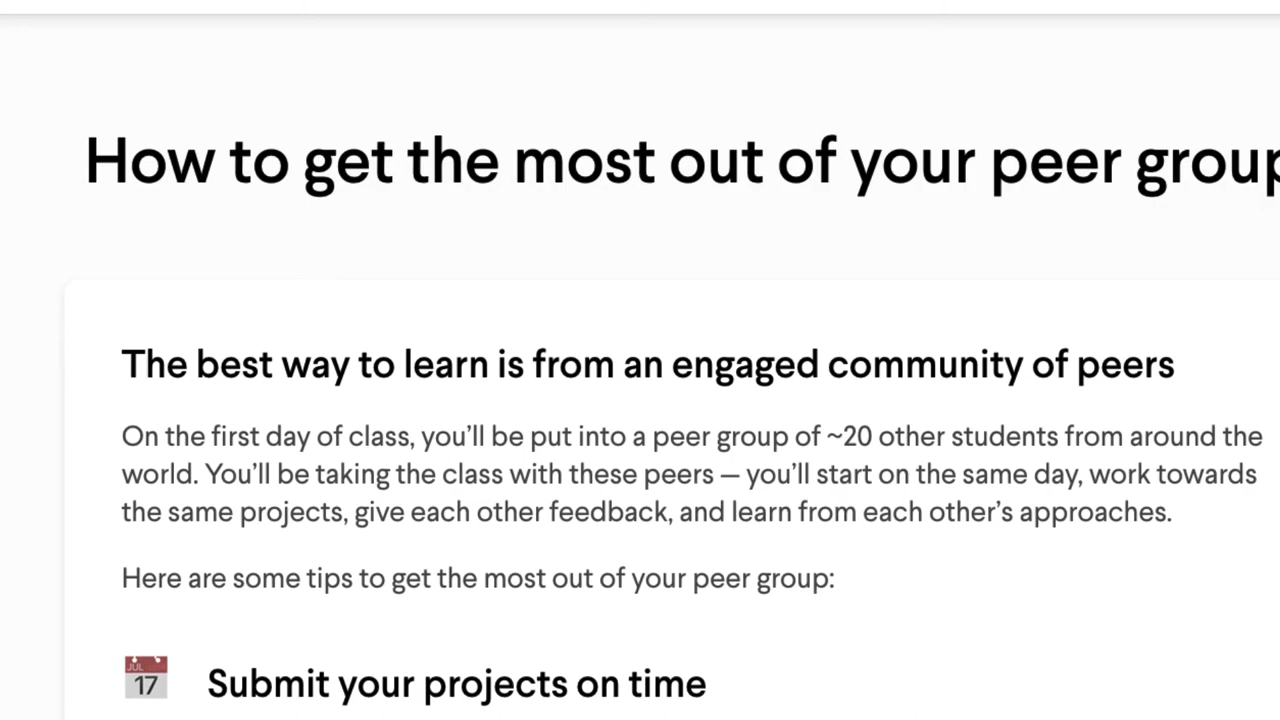 How to get the most out of your peer group
The best way to learn is from an engaged community of peers
On the first day of class, you’ll be put into a peer group of ~20 other students from around the
world. You’ll be taking the class with these peers — you’ll start on the same day, work towards
the same projects, give each other feedback, and learn from each other’s approaches.
Here are some tips to get the most out of your peer group:
JUL
17
Submit your projects on time